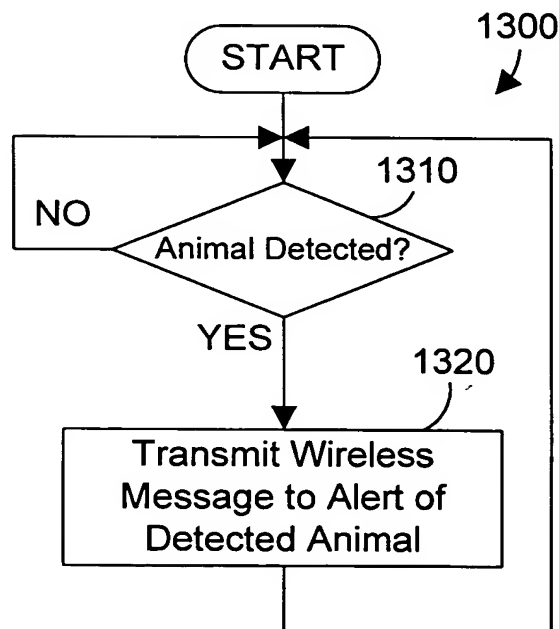 1300
START
1310
NO
Animal Detected?
YES
1320
Transmit Wireless
Message to Alert of
Detected Animal